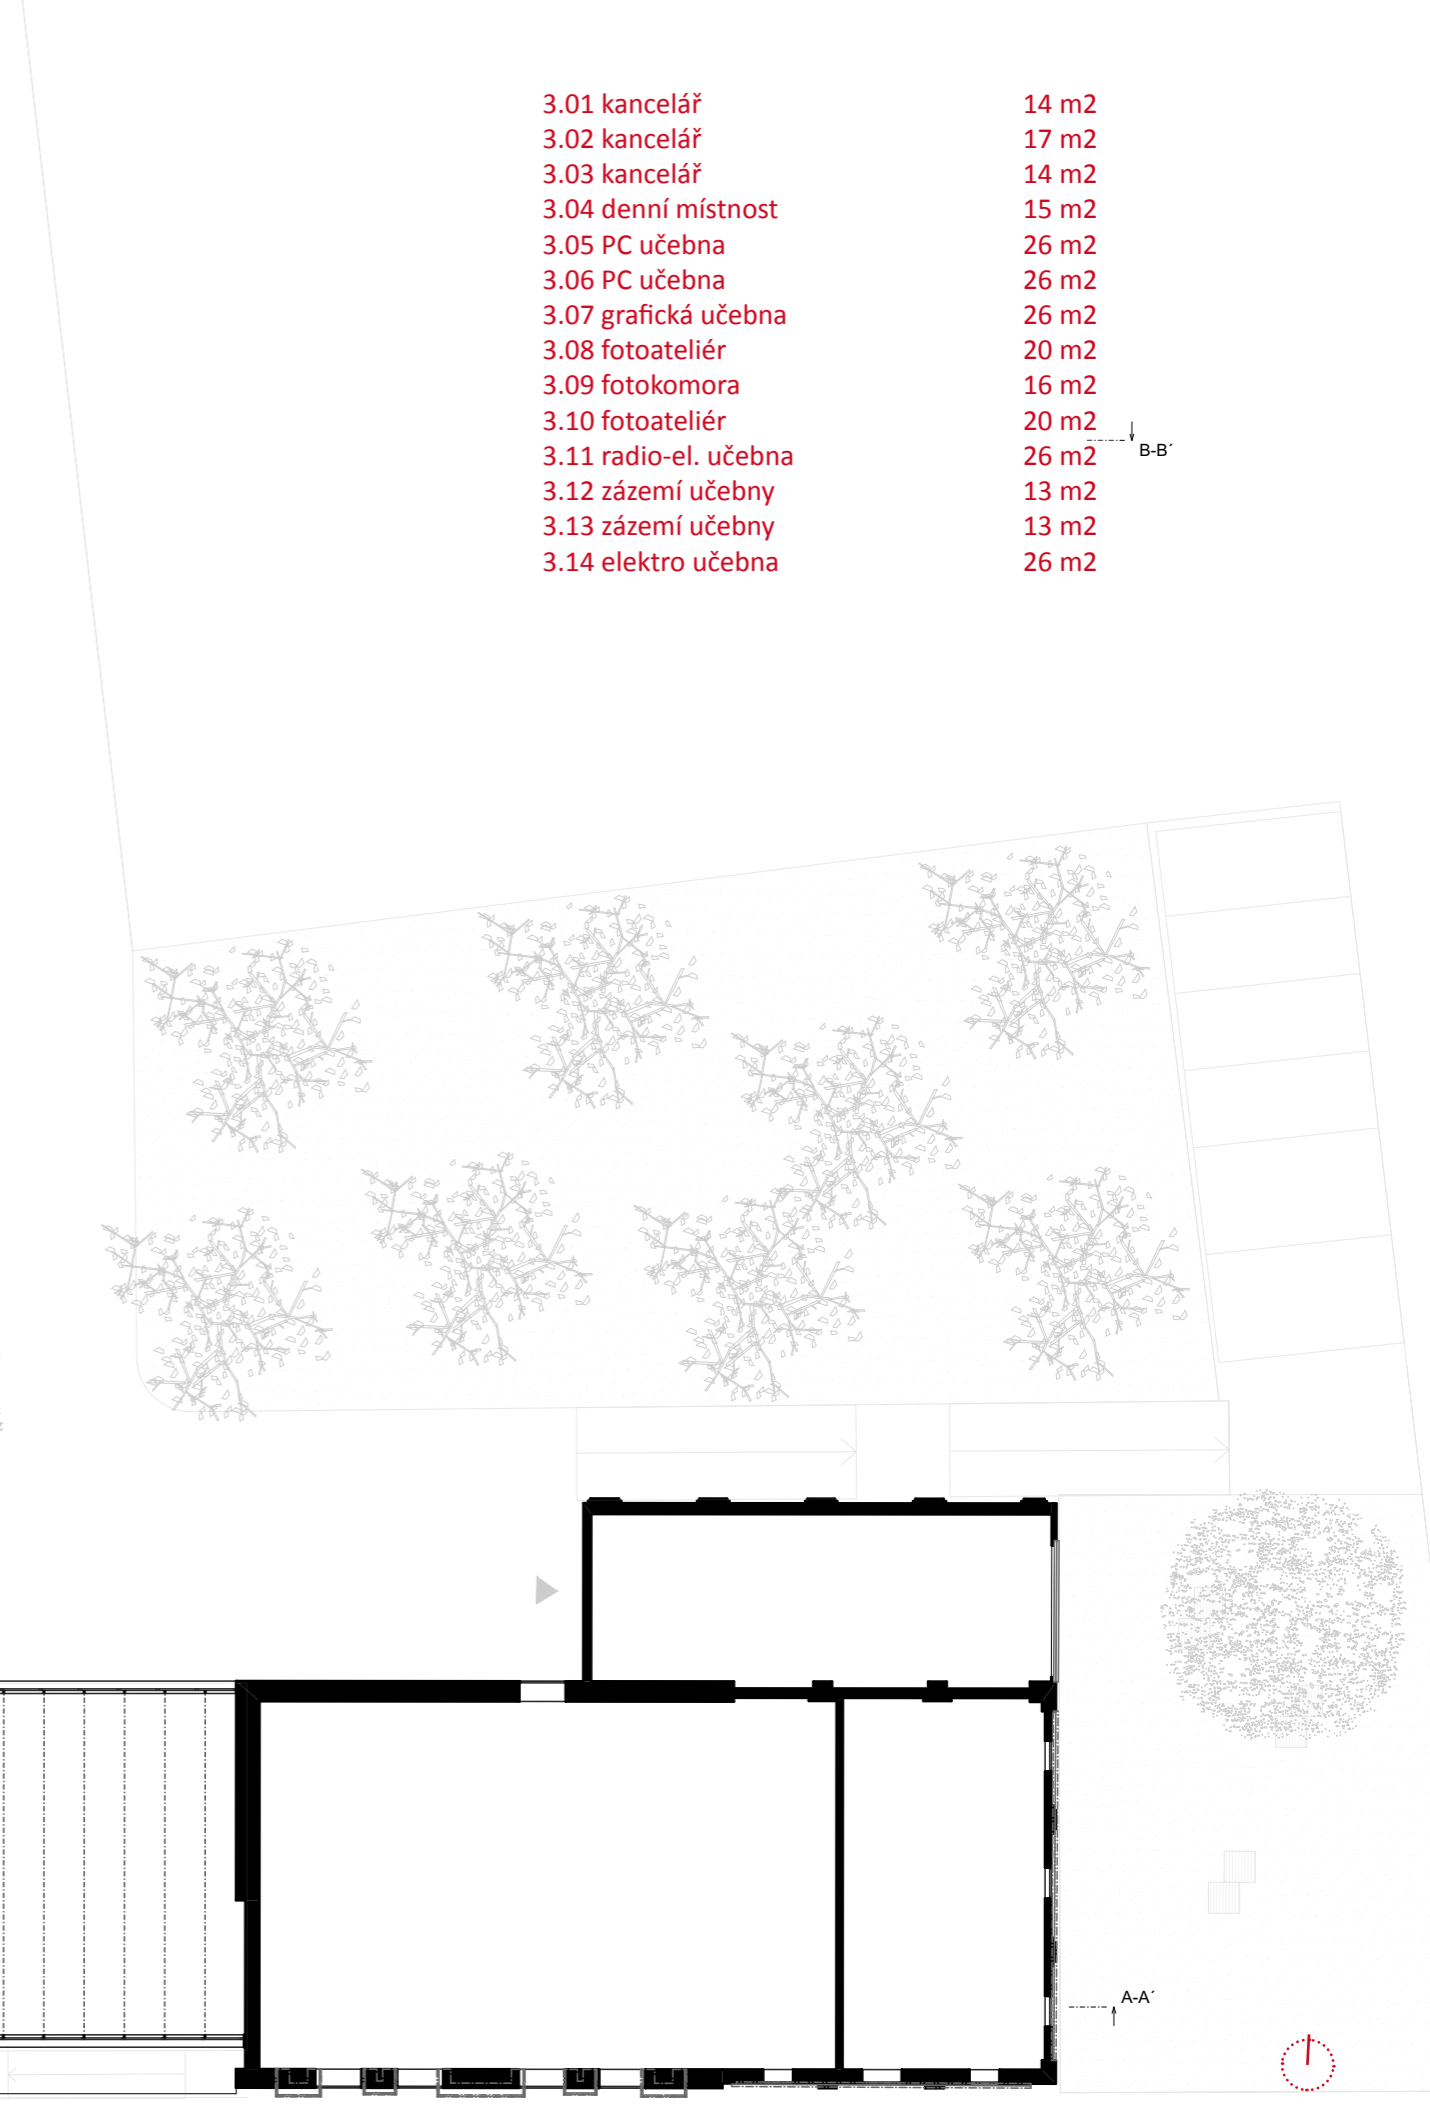 3.01 kancelář 14 m2
3.02 kancelář 17 m2
3.03 kancelář 14 m2
3.04 denní místnost 15 m2
3.05 PC učebna 26 m2
3.06 PC učebna 26 m2
3.07 grafická učebna 26 m2
3.08 fotoateliér 20 m2
3.09 fotokomora 16 m2
3.10 fotoateliér 20 m2
B-B´
3.11 radio-el. učebna 26 m2
3.12 zázemí učebny 13 m2
3.13 zázemí učebny 13 m2
3.14 elektro učebna 26 m2
A-A´